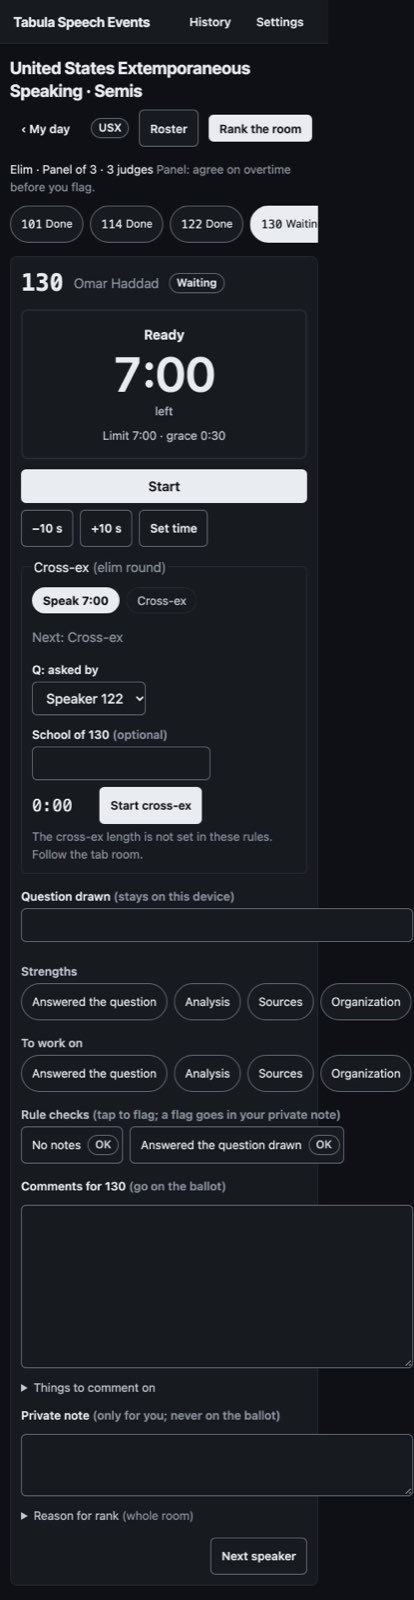 Tabula Speech Events History Settings
United States Extemporaneous
Speaking · Semis
‹ My day USX Roster Rank the room
Elim · Panel of 3 · 3 judges Panel: agree on overtime
before you flag.
101 Done 114 Done 122 Done 130 Waitin
130 Omar Haddad Waiting
Ready
7:00
left
Limit 7:00 · grace 0:30
Start
−10 s +10 s Set time
Cross-ex (elim round)
Speak 7:00 Cross-ex
Next: Cross-ex
Q: asked by
Speaker 122
School of 130 (optional)
0:00 Start cross-ex
The cross-ex length is not set in these rules.
Follow the tab room.
Question drawn (stays on this device)
Strengths
Answered the question Analysis Sources Organization
To work on
Answered the question Analysis Sources Organization
Rule checks (tap to flag; a flag goes in your private note)
No notes OK Answered the question drawn OK
Comments for 130 (go on the ballot)
▶ Things to comment on
Private note (only for you; never on the ballot)
▶ Reason for rank (whole room)
Next speaker